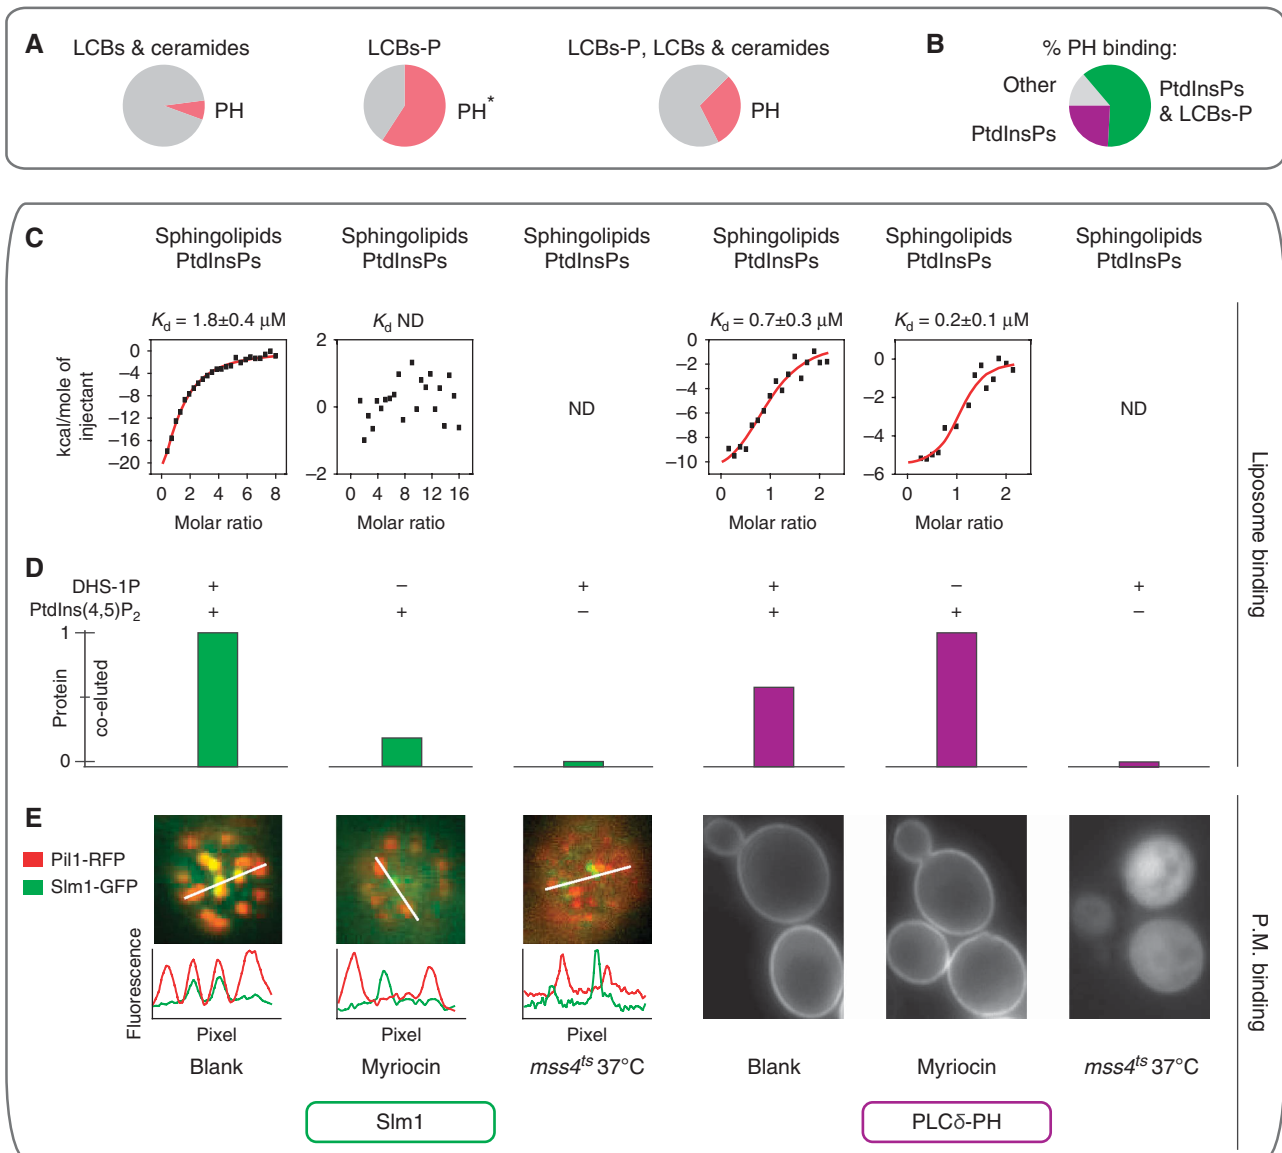 A
LCBs & ceramides
PH
LCBs-P
PH*
LCBs-P, LCBs & ceramides
PH
B
% PH binding:
Other
PtdInsPs
PtdInsPs
& LCBs-P
C
Sphingolipids
PtdInsPs
Sphingolipids
PtdInsPs
Sphingolipids
PtdInsPs
Sphingolipids
PtdInsPs
Sphingolipids
PtdInsPs
Sphingolipids
PtdInsPs
kcal/mole of
injectant
Kd = 1.8±0.4 µM
0
−4
−8
−12
−16
−20
0 2 4 6 8
Molar ratio
Kd ND
2
0
−2
0 4 8 12 16
Molar ratio
ND
Kd = 0.7±0.3 µM
0
−2
−4
−6
−8
−10
0 1 2
Molar ratio
Kd = 0.2±0.1 µM
0
−2
−4
−6
0 1 2
Molar ratio
ND
Liposome binding
D
DHS-1P + − + + − +
PtdIns(4,5)P2 + + − + + −
Protein
co-eluted
1
0
E
Pil1-RFP
Slm1-GFP
Fluorescence
Pixel
Pixel
Pixel
Blank
Myriocin
mss4ts 37°C
Blank
Myriocin
mss4ts 37°C
P.M. binding
Slm1
PLCδ-PH